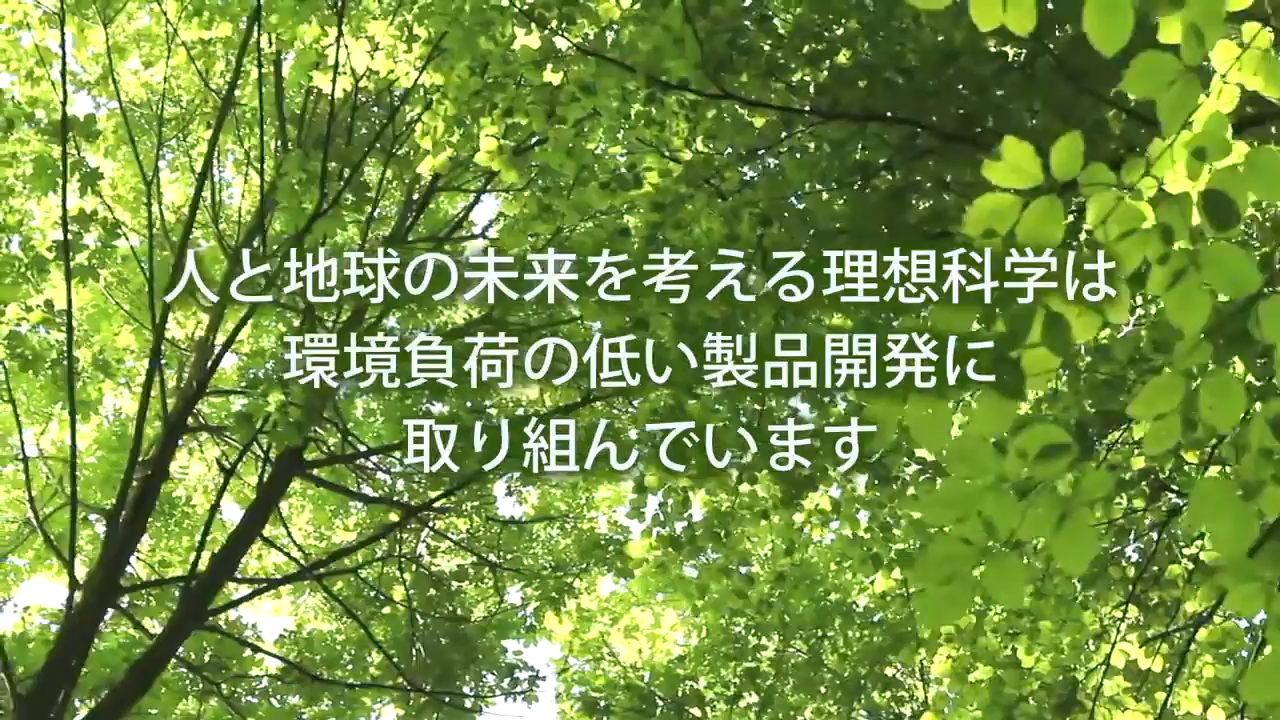 人と地球の未来を考える理想科学は
環境負荷の低い製品開発に
取り組んでいます